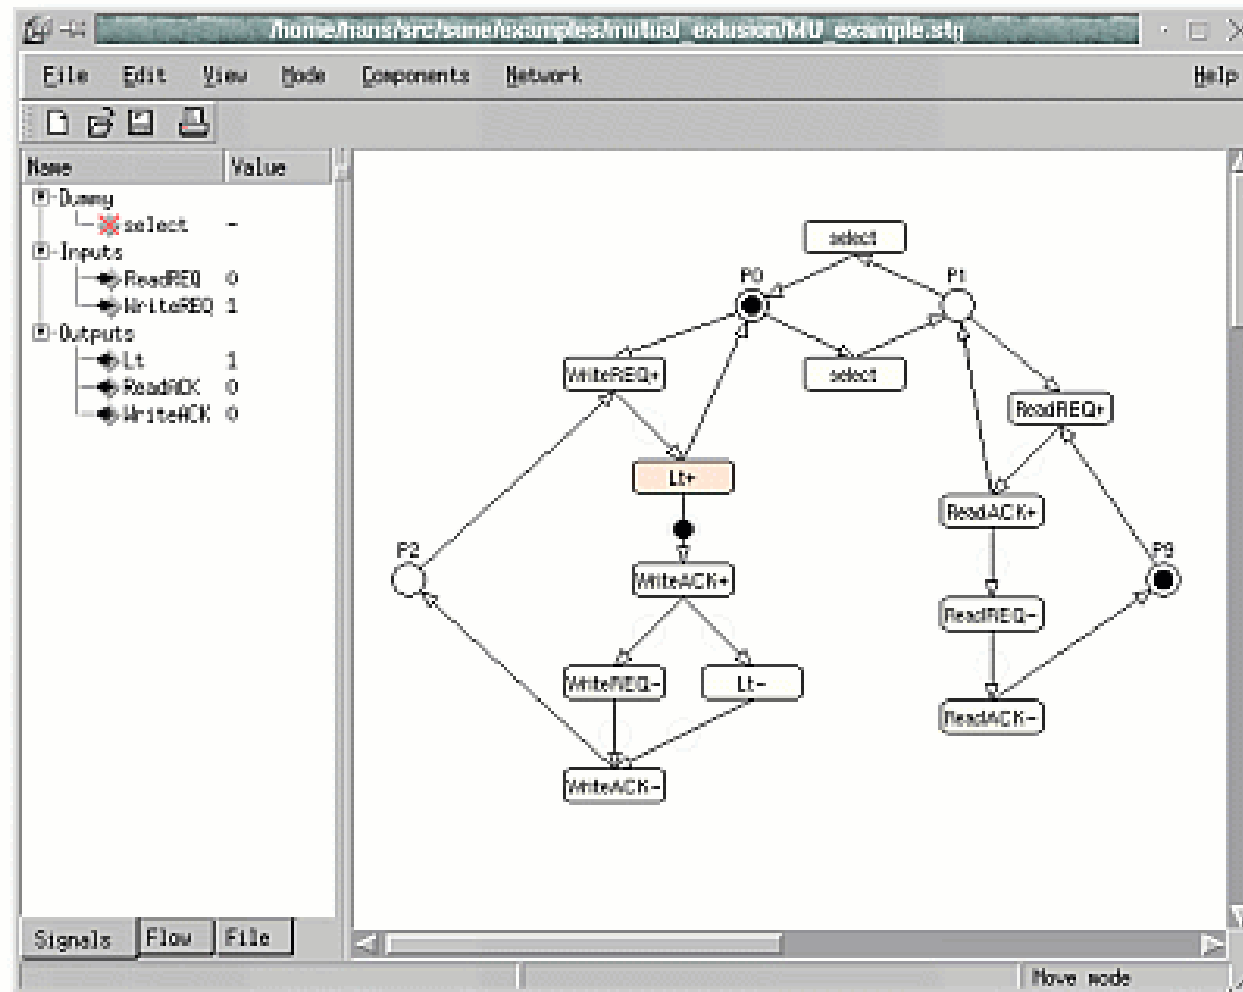 /home/hans/src/sune/examples/mutual_exlusion/MU_example.stg
File Edit View Mode Components Network Help
Name Value
Dummy
select -
Inputs
ReadREQ 0
WriteREQ 1
Outputs
Lt 1
ReadACK 0
WriteACK 0
select
P0 P1
WriteREQ+ select
ReadREQ+
Lt+
ReadACK+
P2 WriteACK+ P9
ReadREQ-
WriteREQ- Lt-
ReadACK-
WriteACK-
Signals Flow File
Move mode